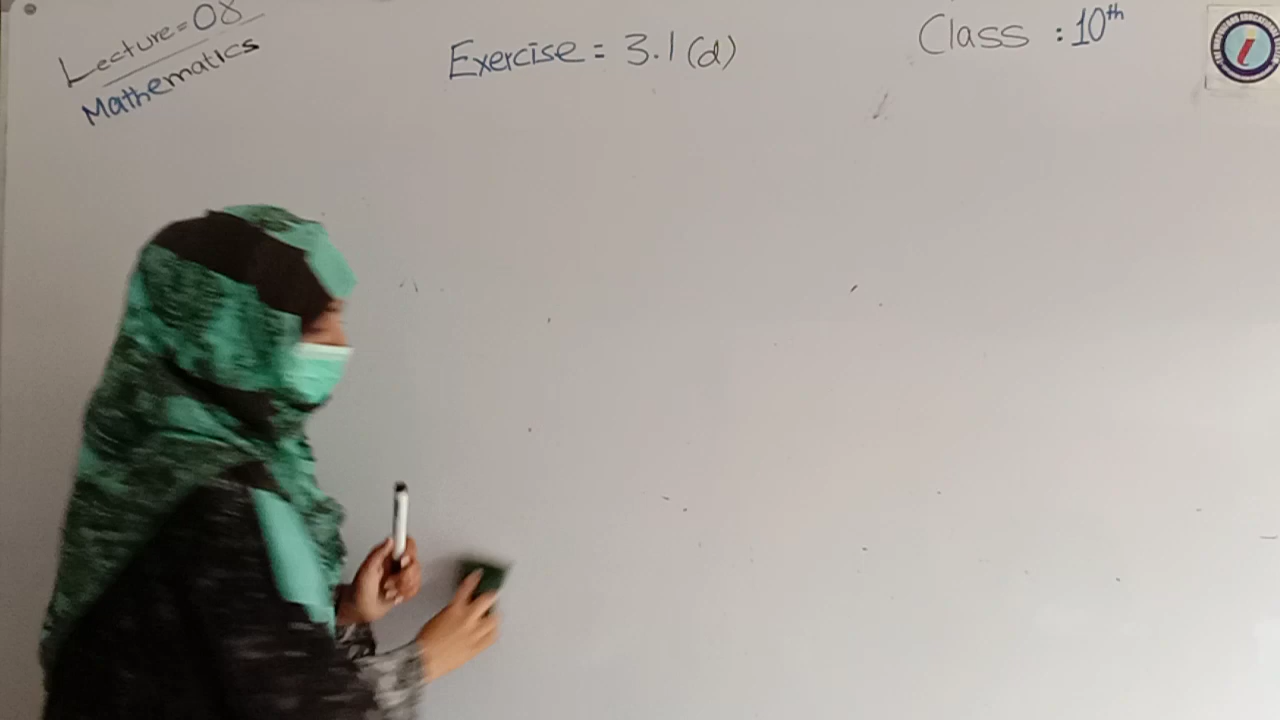 Lecture = 08
Mathematics
Exercise = 3.1 (d)
Class : 10th